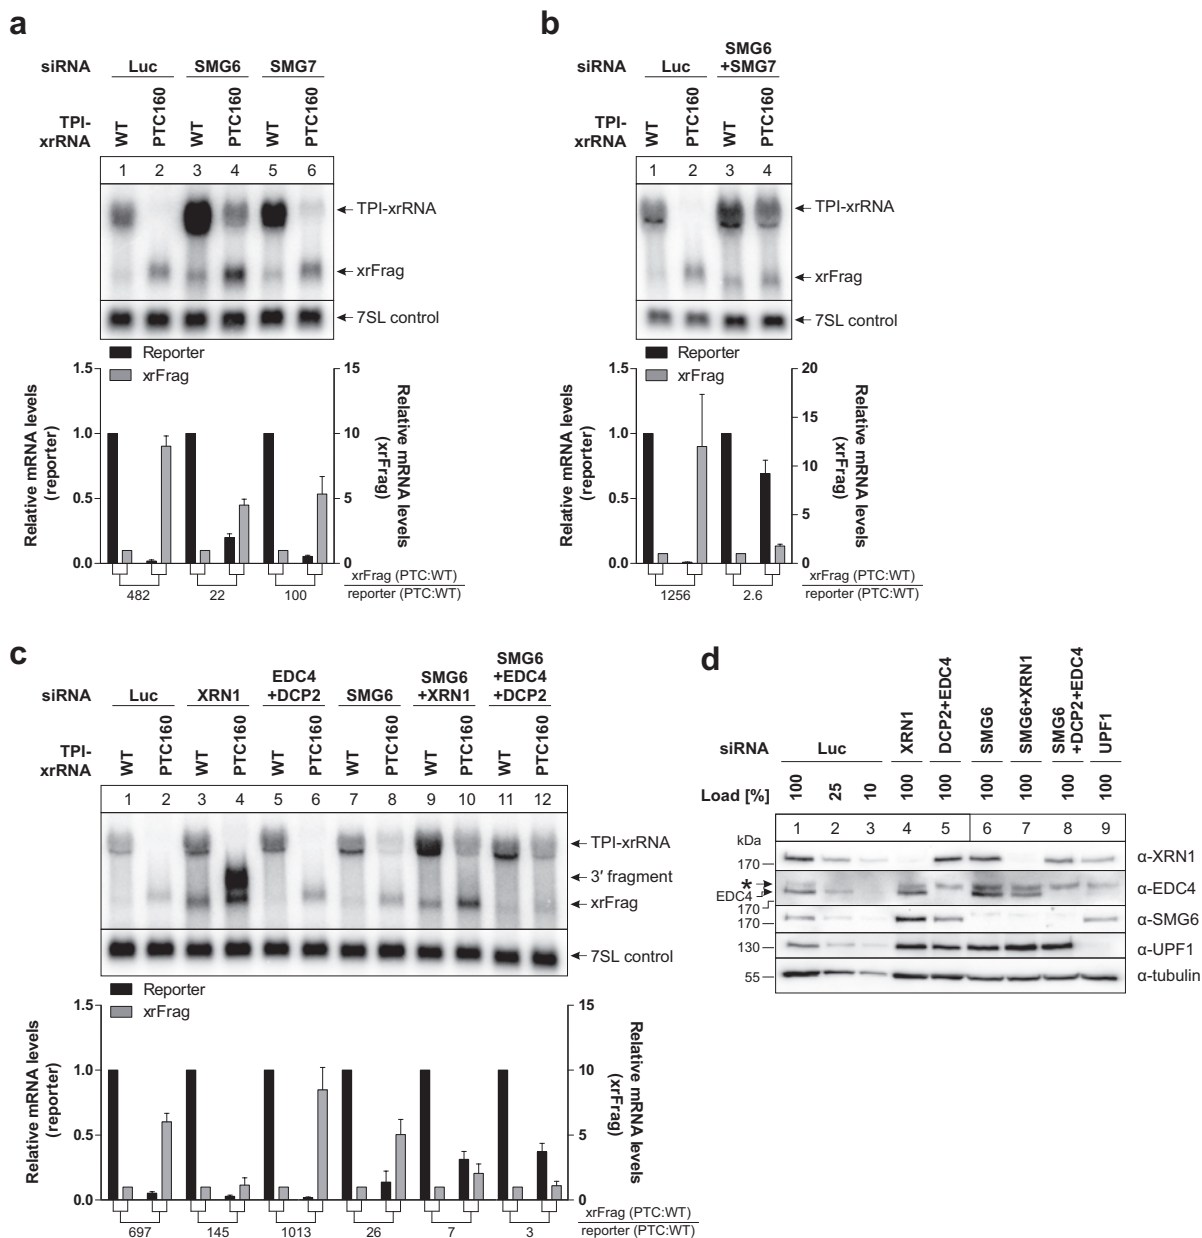 a
siRNA Luc SMG6 SMG7
TPI-xrRNA WT PTC160 WT PTC160 WT PTC160
1 2 3 4 5 6
TPI-xrRNA
xrFrag
7SL control
Reporter
xrFrag
Relative mRNA levels (reporter)
1.5
1.0
0.5
0.0
15
10
5
0
Relative mRNA levels (xrFrag)
482 22 100
xrFrag (PTC:WT)
reporter (PTC:WT)
b
siRNA Luc SMG6 +SMG7
TPI-xrRNA WT PTC160 WT PTC160
1 2 3 4
TPI-xrRNA
xrFrag
7SL control
Reporter
xrFrag
Relative mRNA levels (reporter)
1.5
1.0
0.5
0.0
20
15
10
5
0
Relative mRNA levels (xrFrag)
1256 2.6
xrFrag (PTC:WT)
reporter (PTC:WT)
c
siRNA Luc XRN1 EDC4 +DCP2 SMG6 SMG6 +XRN1 SMG6 +EDC4 +DCP2
TPI-xrRNA WT PTC160 WT PTC160 WT PTC160 WT PTC160 WT PTC160 WT PTC160
1 2 3 4 5 6 7 8 9 10 11 12
TPI-xrRNA
3′ fragment
xrFrag
7SL control
Reporter
xrFrag
Relative mRNA levels (reporter)
1.5
1.0
0.5
0.0
15
10
5
0
Relative mRNA levels (xrFrag)
697 145 1013 26 7 3
xrFrag (PTC:WT)
reporter (PTC:WT)
d
siRNA Luc XRN1 DCP2+EDC4 SMG6 SMG6+XRN1 SMG6 +DCP2+EDC4 UPF1
Load [%] 100 25 10 100 100 100 100 100 100
kDa 1 2 3 4 5 6 7 8 9
170 α-XRN1
*
EDC4 α-EDC4
170
170 α-SMG6
130 α-UPF1
55 α-tubulin